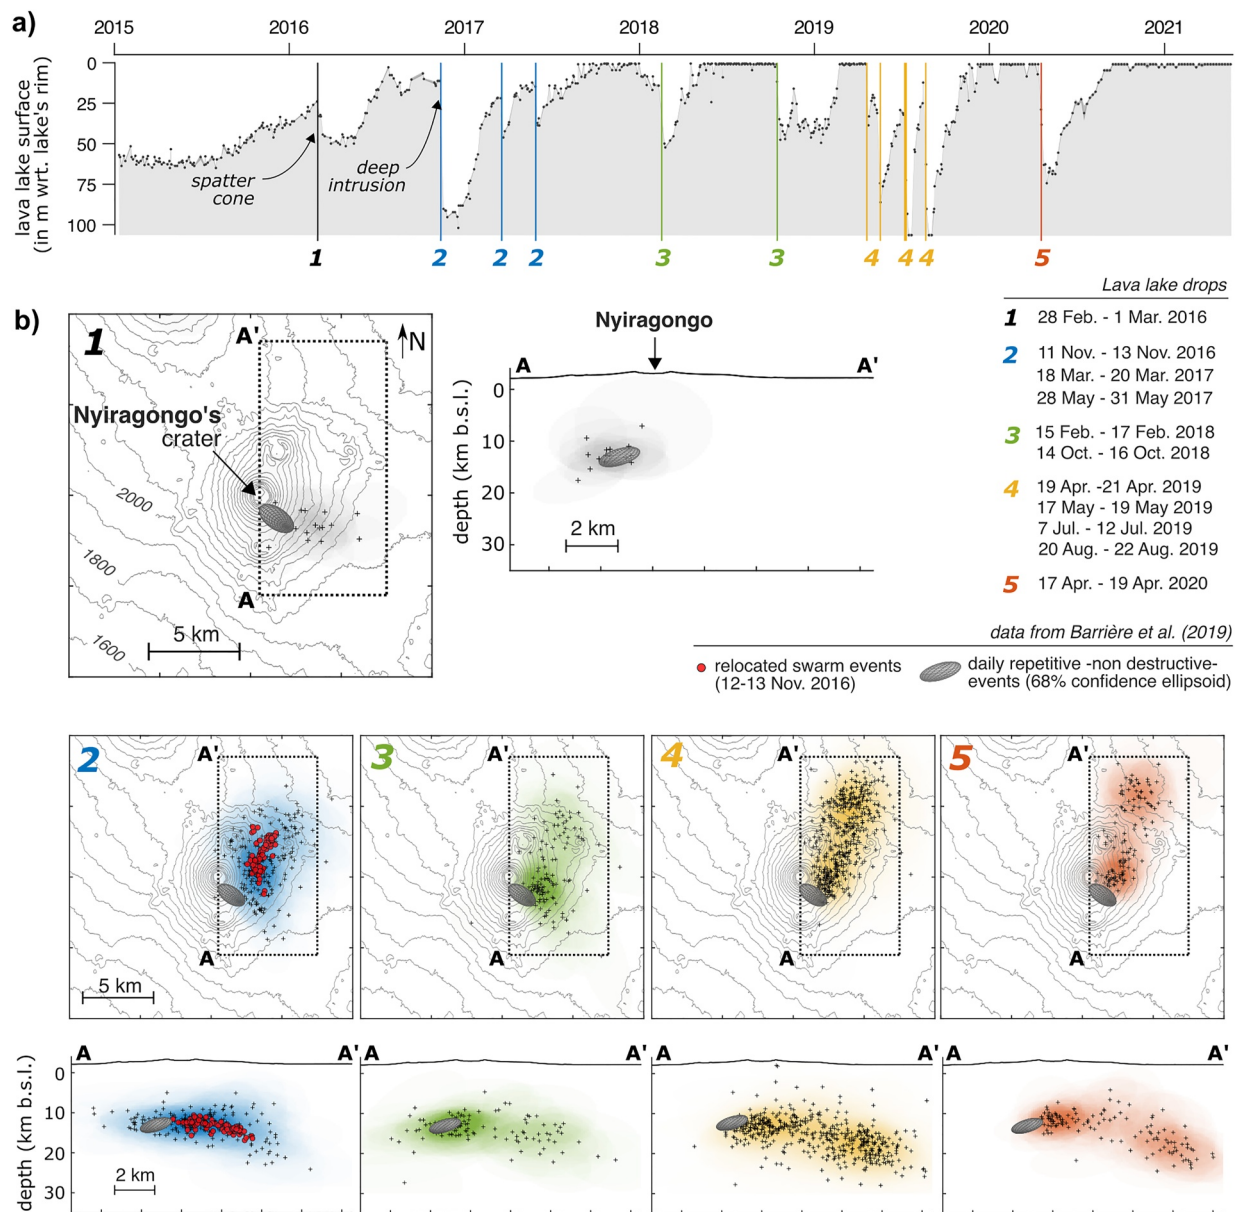 a)
2015 2016 2017 2018 2019 2020 2021
lava lake surface
(in m wrt. lake's rim)
0
25
50
75
100
spatter
cone
deep
intrusion
1 2 2 2 3 3 4 4 4 5
Lava lake drops
1 28 Feb. - 1 Mar. 2016
2 11 Nov. - 13 Nov. 2016
18 Mar. - 20 Mar. 2017
28 May - 31 May 2017
3 15 Feb. - 17 Feb. 2018
14 Oct. - 16 Oct. 2018
4 19 Apr. -21 Apr. 2019
17 May - 19 May 2019
7 Jul. - 12 Jul. 2019
20 Aug. - 22 Aug. 2019
5 17 Apr. - 19 Apr. 2020
data from Barrière et al. (2019)
relocated swarm events
(12-13 Nov. 2016)
daily repetitive -non destructive-
events (68% confidence ellipsoid)
b)
1
A'
N
Nyiragongo's
crater
2000
1800
1600
A
5 km
Nyiragongo
A A'
depth (km b.s.l.)
0
10
20
30
2 km
2 A'
A
5 km
3 A'
A
4 A'
A
5 A'
A
A A' A A' A A' A A'
depth (km b.s.l.)
0
10
20
30
2 km